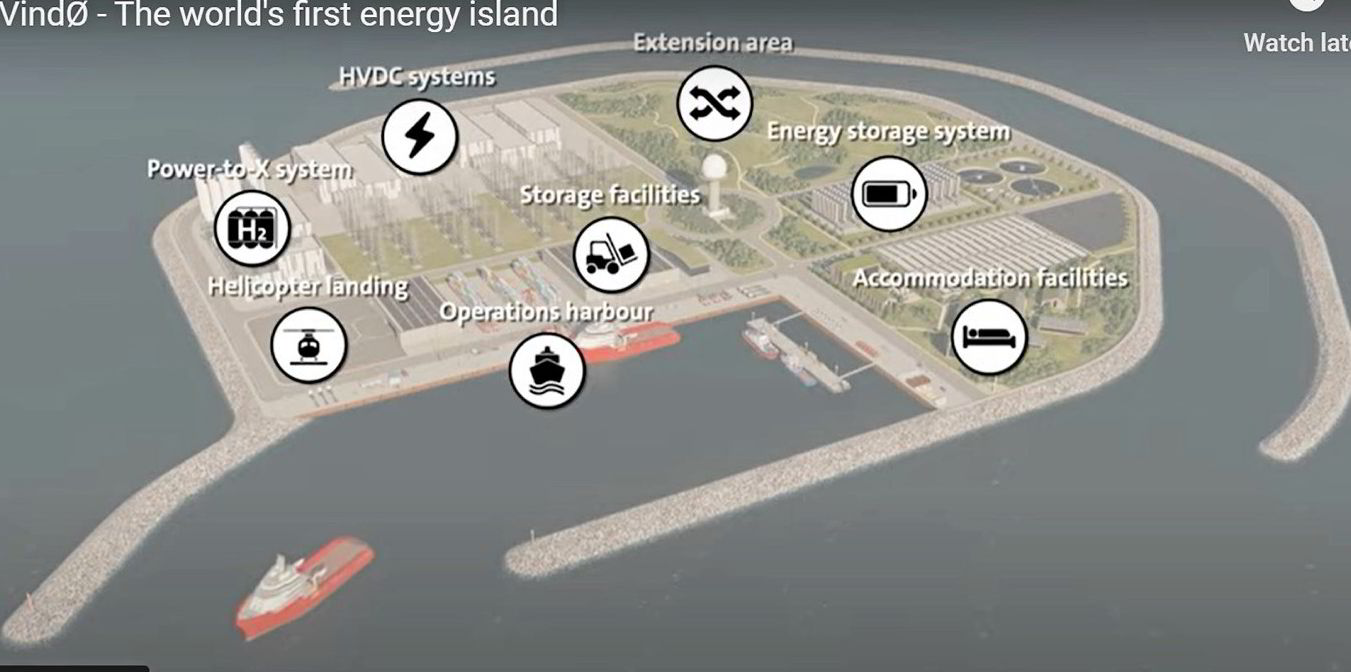 VindØ - The world's first energy island
Watch
Extension area
HVDC systems
Energy storage system
Power-to-X system
Storage facilities
H2
Helicopter landing
Accommodation facilities
Operations harbour